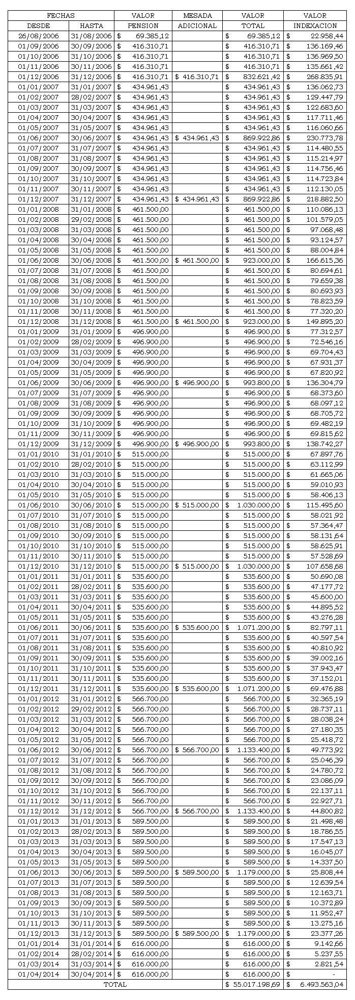 FECHAS VALOR MESADA VALOR VALOR
DESDE HASTA PENSION ADICIONAL TOTAL INDEXACION
26/08/2006 31/08/2006 $ 69.385,12 $ 69.385,12 $ 22.958,44
01/09/2006 30/09/2006 $ 416.310,71 $ 416.310,71 $ 136.169,46
01/10/2006 31/10/2006 $ 416.310,71 $ 416.310,71 $ 136.969,50
01/11/2006 30/11/2006 $ 416.310,71 $ 416.310,71 $ 135.661,42
01/12/2006 31/12/2006 $ 416.310,71 $ 416.310,71 $ 832.621,42 $ 268.835,91
01/01/2007 31/01/2007 $ 434.961,43 $ 434.961,43 $ 136.062,73
01/02/2007 28/02/2007 $ 434.961,43 $ 434.961,43 $ 129.447,79
01/03/2007 31/03/2007 $ 434.961,43 $ 434.961,43 $ 122.683,60
01/04/2007 30/04/2007 $ 434.961,43 $ 434.961,43 $ 117.711,46
01/05/2007 31/05/2007 $ 434.961,43 $ 434.961,43 $ 116.060,66
01/06/2007 30/06/2007 $ 434.961,43 $ 434.961,43 $ 869.922,86 $ 230.773,78
01/07/2007 31/07/2007 $ 434.961,43 $ 434.961,43 $ 114.480,55
01/08/2007 31/08/2007 $ 434.961,43 $ 434.961,43 $ 115.214,97
01/09/2007 30/09/2007 $ 434.961,43 $ 434.961,43 $ 114.756,46
01/10/2007 31/10/2007 $ 434.961,43 $ 434.961,43 $ 114.723,84
01/11/2007 30/11/2007 $ 434.961,43 $ 434.961,43 $ 112.130,05
01/12/2007 31/12/2007 $ 434.961,43 $ 434.961,43 $ 869.922,86 $ 218.882,50
01/01/2008 31/01/2008 $ 461.500,00 $ 461.500,00 $ 110.086,13
01/02/2008 29/02/2008 $ 461.500,00 $ 461.500,00 $ 101.579,05
01/03/2008 31/03/2008 $ 461.500,00 $ 461.500,00 $ 97.068,48
01/04/2008 30/04/2008 $ 461.500,00 $ 461.500,00 $ 93.124,57
01/05/2008 31/05/2008 $ 461.500,00 $ 461.500,00 $ 88.004,84
01/06/2008 30/06/2008 $ 461.500,00 $ 461.500,00 $ 923.000,00 $ 166.615,36
01/07/2008 31/07/2008 $ 461.500,00 $ 461.500,00 $ 80.694,61
01/08/2008 31/08/2008 $ 461.500,00 $ 461.500,00 $ 79.659,38
01/09/2008 30/09/2008 $ 461.500,00 $ 461.500,00 $ 80.693,93
01/10/2008 31/10/2008 $ 461.500,00 $ 461.500,00 $ 78.823,59
01/11/2008 30/11/2008 $ 461.500,00 $ 461.500,00 $ 77.320,20
01/12/2008 31/12/2008 $ 461.500,00 $ 461.500,00 $ 923.000,00 $ 149.895,20
01/01/2009 31/01/2009 $ 496.900,00 $ 496.900,00 $ 77.312,57
01/02/2009 28/02/2009 $ 496.900,00 $ 496.900,00 $ 72.546,16
01/03/2009 31/03/2009 $ 496.900,00 $ 496.900,00 $ 69.704,43
01/04/2009 30/04/2009 $ 496.900,00 $ 496.900,00 $ 67.931,37
01/05/2009 31/05/2009 $ 496.900,00 $ 496.900,00 $ 67.820,92
01/06/2009 30/06/2009 $ 496.900,00 $ 496.900,00 $ 993.800,00 $ 136.304,79
01/07/2009 31/07/2009 $ 496.900,00 $ 496.900,00 $ 68.373,60
01/08/2009 31/08/2009 $ 496.900,00 $ 496.900,00 $ 68.097,12
01/09/2009 30/09/2009 $ 496.900,00 $ 496.900,00 $ 68.705,72
01/10/2009 31/10/2009 $ 496.900,00 $ 496.900,00 $ 69.482,19
01/11/2009 30/11/2009 $ 496.900,00 $ 496.900,00 $ 69.815,62
01/12/2009 31/12/2009 $ 496.900,00 $ 496.900,00 $ 993.800,00 $ 138.742,27
01/01/2010 31/01/2010 $ 515.000,00 $ 515.000,00 $ 67.897,76
01/02/2010 28/02/2010 $ 515.000,00 $ 515.000,00 $ 63.112,99
01/03/2010 31/03/2010 $ 515.000,00 $ 515.000,00 $ 61.665,06
01/04/2010 30/04/2010 $ 515.000,00 $ 515.000,00 $ 59.010,93
01/05/2010 31/05/2010 $ 515.000,00 $ 515.000,00 $ 58.406,13
01/06/2010 30/06/2010 $ 515.000,00 $ 515.000,00 $ 1.030.000,00 $ 115.495,60
01/07/2010 31/07/2010 $ 515.000,00 $ 515.000,00 $ 58.021,92
01/08/2010 31/08/2010 $ 515.000,00 $ 515.000,00 $ 57.364,47
01/09/2010 30/09/2010 $ 515.000,00 $ 515.000,00 $ 58.131,64
01/10/2010 31/10/2010 $ 515.000,00 $ 515.000,00 $ 58.625,91
01/11/2010 30/11/2010 $ 515.000,00 $ 515.000,00 $ 57.528,69
01/12/2010 31/12/2010 $ 515.000,00 $ 515.000,00 $ 1.030.000,00 $ 107.658,68
01/01/2011 31/01/2011 $ 535.600,00 $ 535.600,00 $ 50.690,08
01/02/2011 28/02/2011 $ 535.600,00 $ 535.600,00 $ 47.177,72
01/03/2011 31/03/2011 $ 535.600,00 $ 535.600,00 $ 45.600,00
01/04/2011 30/04/2011 $ 535.600,00 $ 535.600,00 $ 44.895,52
01/05/2011 31/05/2011 $ 535.600,00 $ 535.600,00 $ 43.276,28
01/06/2011 30/06/2011 $ 535.600,00 $ 535.600,00 $ 1.071.200,00 $ 82.797,11
01/07/2011 31/07/2011 $ 535.600,00 $ 535.600,00 $ 40.597,54
01/08/2011 31/08/2011 $ 535.600,00 $ 535.600,00 $ 40.810,92
01/09/2011 30/09/2011 $ 535.600,00 $ 535.600,00 $ 39.002,16
01/10/2011 31/10/2011 $ 535.600,00 $ 535.600,00 $ 37.943,47
01/11/2011 30/11/2011 $ 535.600,00 $ 535.600,00 $ 37.152,01
01/12/2011 31/12/2011 $ 535.600,00 $ 535.600,00 $ 1.071.200,00 $ 69.476,88
01/01/2012 31/01/2012 $ 566.700,00 $ 566.700,00 $ 32.365,19
01/02/2012 29/02/2012 $ 566.700,00 $ 566.700,00 $ 28.737,11
01/03/2012 31/03/2012 $ 566.700,00 $ 566.700,00 $ 28.038,24
01/04/2012 30/04/2012 $ 566.700,00 $ 566.700,00 $ 27.180,35
01/05/2012 31/05/2012 $ 566.700,00 $ 566.700,00 $ 25.418,72
01/06/2012 30/06/2012 $ 566.700,00 $ 566.700,00 $ 1.133.400,00 $ 49.773,92
01/07/2012 31/07/2012 $ 566.700,00 $ 566.700,00 $ 25.046,39
01/08/2012 31/08/2012 $ 566.700,00 $ 566.700,00 $ 24.780,72
01/09/2012 30/09/2012 $ 566.700,00 $ 566.700,00 $ 23.086,09
01/10/2012 31/10/2012 $ 566.700,00 $ 566.700,00 $ 22.137,11
01/11/2012 30/11/2012 $ 566.700,00 $ 566.700,00 $ 22.927,71
01/12/2012 31/12/2012 $ 566.700,00 $ 566.700,00 $ 1.133.400,00 $ 44.800,82
01/01/2013 31/01/2013 $ 589.500,00 $ 589.500,00 $ 21.498,48
01/02/2013 28/02/2013 $ 589.500,00 $ 589.500,00 $ 18.786,55
01/03/2013 31/03/2013 $ 589.500,00 $ 589.500,00 $ 17.547,13
01/04/2013 30/04/2013 $ 589.500,00 $ 589.500,00 $ 16.045,07
01/05/2013 31/05/2013 $ 589.500,00 $ 589.500,00 $ 14.337,50
01/06/2013 30/06/2013 $ 589.500,00 $ 589.500,00 $ 1.179.000,00 $ 25.808,44
01/07/2013 31/07/2013 $ 589.500,00 $ 589.500,00 $ 12.639,54
01/08/2013 31/08/2013 $ 589.500,00 $ 589.500,00 $ 12.163,71
01/09/2013 30/09/2013 $ 589.500,00 $ 589.500,00 $ 10.372,89
01/10/2013 31/10/2013 $ 589.500,00 $ 589.500,00 $ 11.952,47
01/11/2013 30/11/2013 $ 589.500,00 $ 589.500,00 $ 13.275,16
01/12/2013 31/12/2013 $ 589.500,00 $ 589.500,00 $ 1.179.000,00 $ 23.377,26
01/01/2014 31/01/2014 $ 616.000,00 $ 616.000,00 $ 9.142,66
01/02/2014 28/02/2014 $ 616.000,00 $ 616.000,00 $ 5.237,55
01/03/2014 31/03/2014 $ 616.000,00 $ 616.000,00 $ 2.821,54
01/04/2014 30/04/2014 $ 616.000,00 $ 616.000,00 $ -
TOTAL $ 55.017.198,69 $ 6.493.563,04